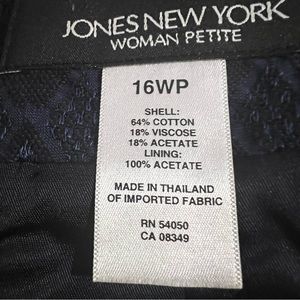 JONES NEW YORK
WOMAN PETITE
16WP
SHELL:
64% COTTON
18% VISCOSE
18% ACETATE
LINING:
100% ACETATE
MADE IN THAILAND
OF IMPORTED FABRIC
RN 54050
CA 08349